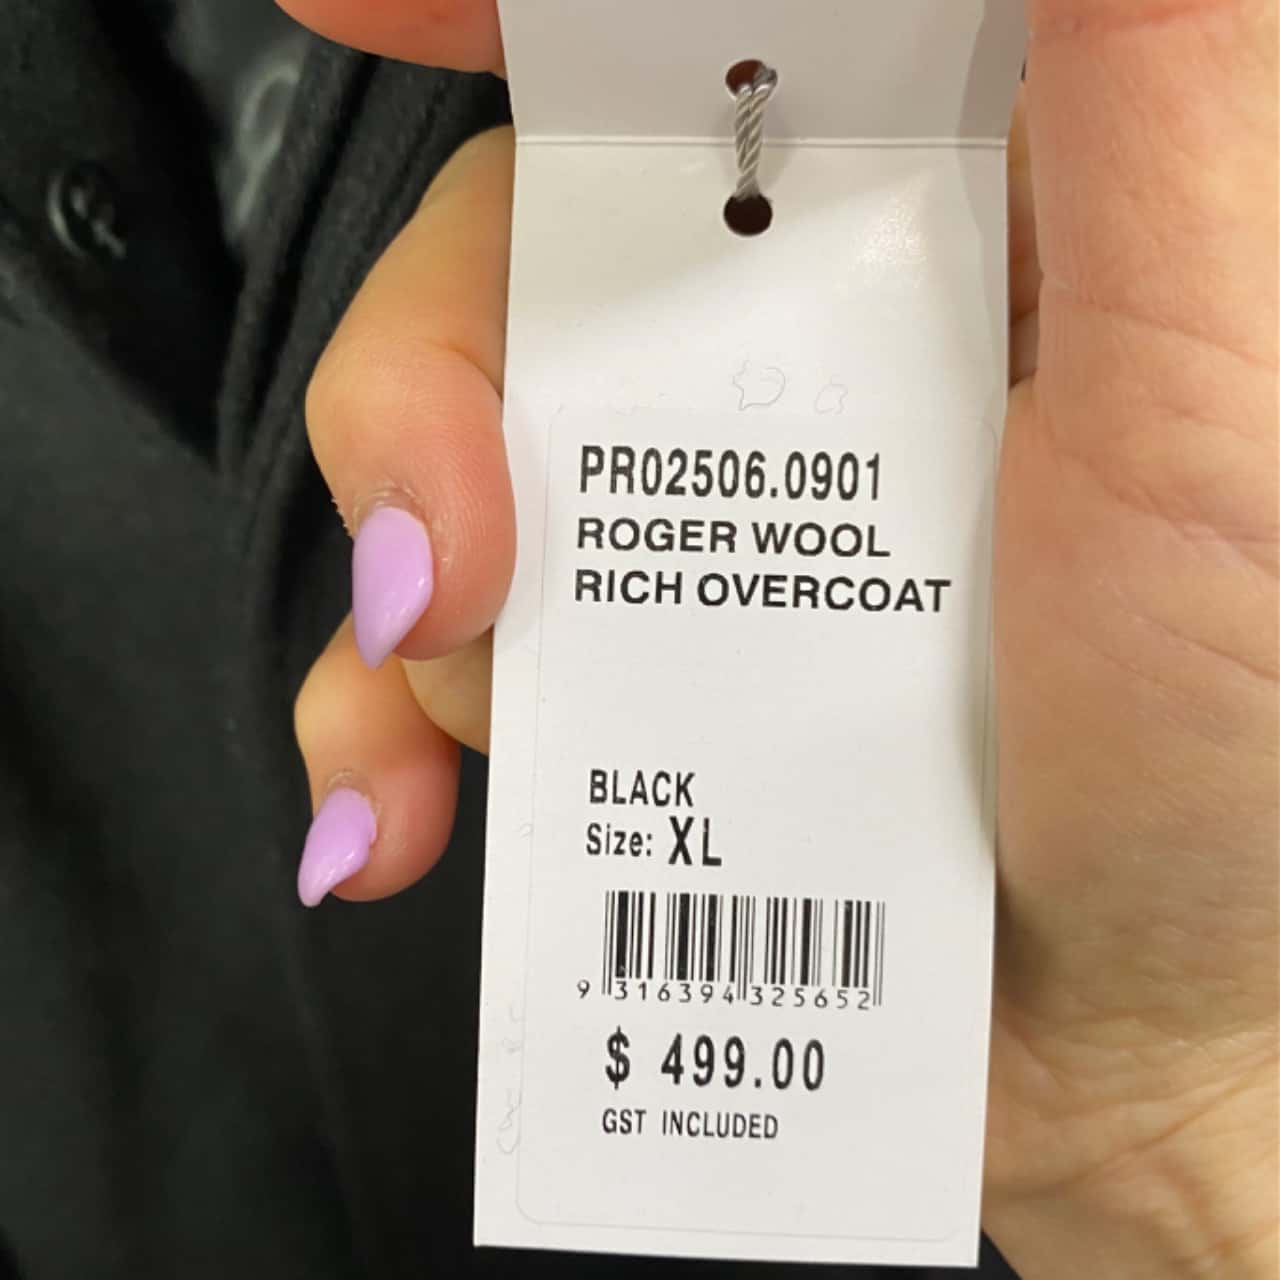 PR02506.0901
ROGER WOOL
RICH OVERCOAT
BLACK
Size: XL
9 316394 325652
$ 499.00
GST INCLUDED